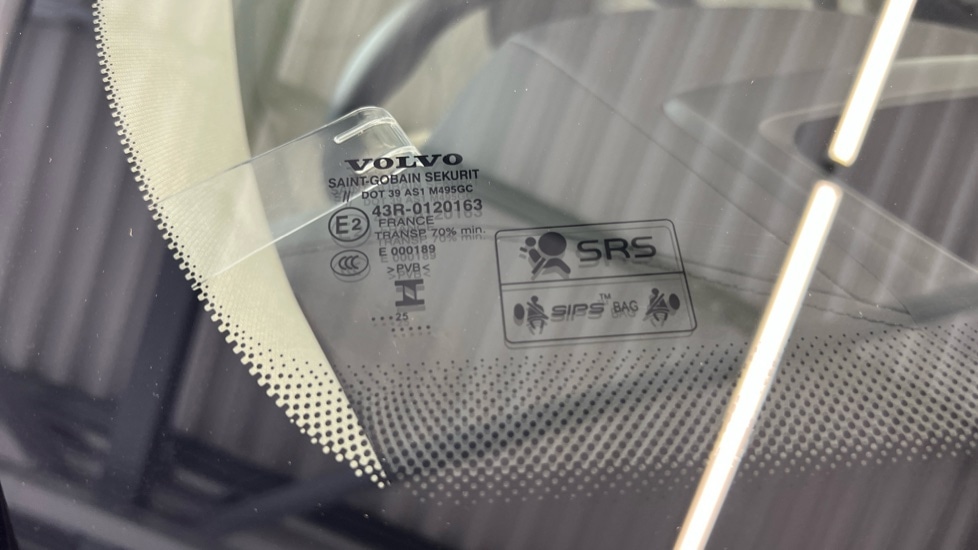 VOLVO
SAINT-GOBAIN SEKURIT
// DOT 39 AS1 M495GC
E2 43R-0120163
FRANCE
TRANSP 70% min.
E 000189
CCC
>PVB<
25
SRS
SIPS™ BAG